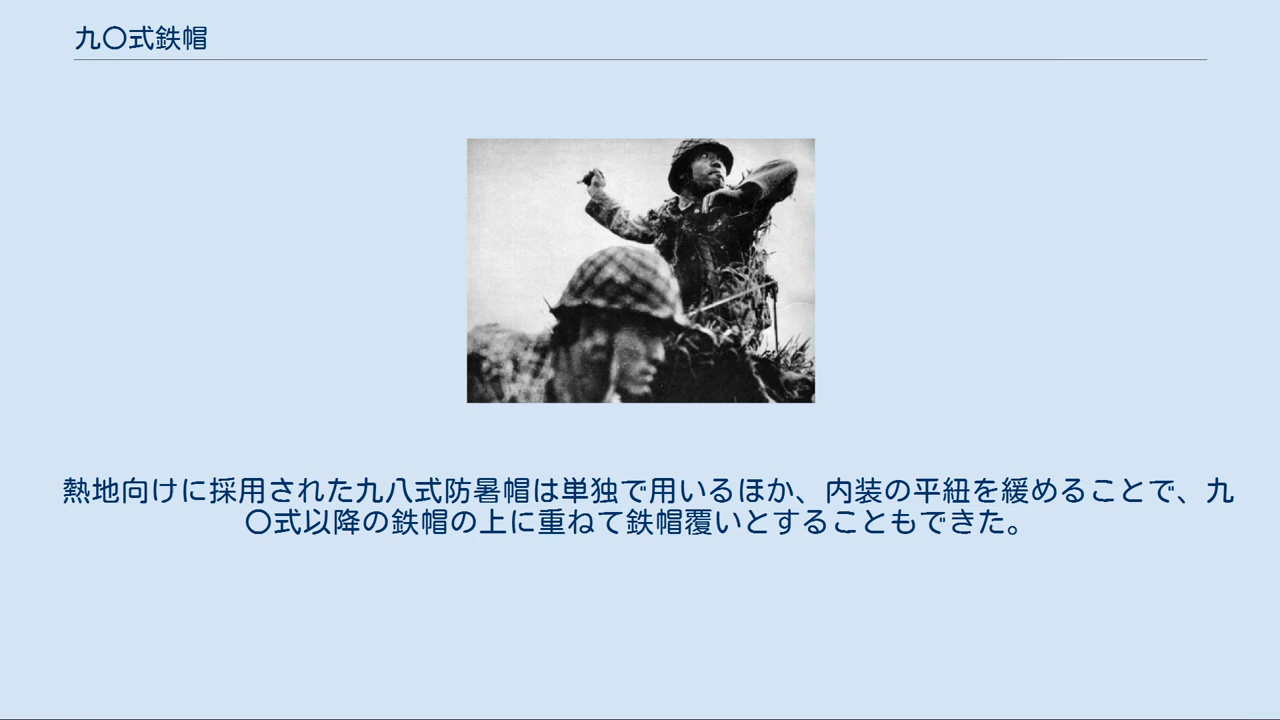 九〇式鉄帽
熱地向けに採用された九八式防暑帽は単独で用いるほか、内装の平紐を緩めることで、九
〇式以降の鉄帽の上に重ねて鉄帽覆いとすることもできた。